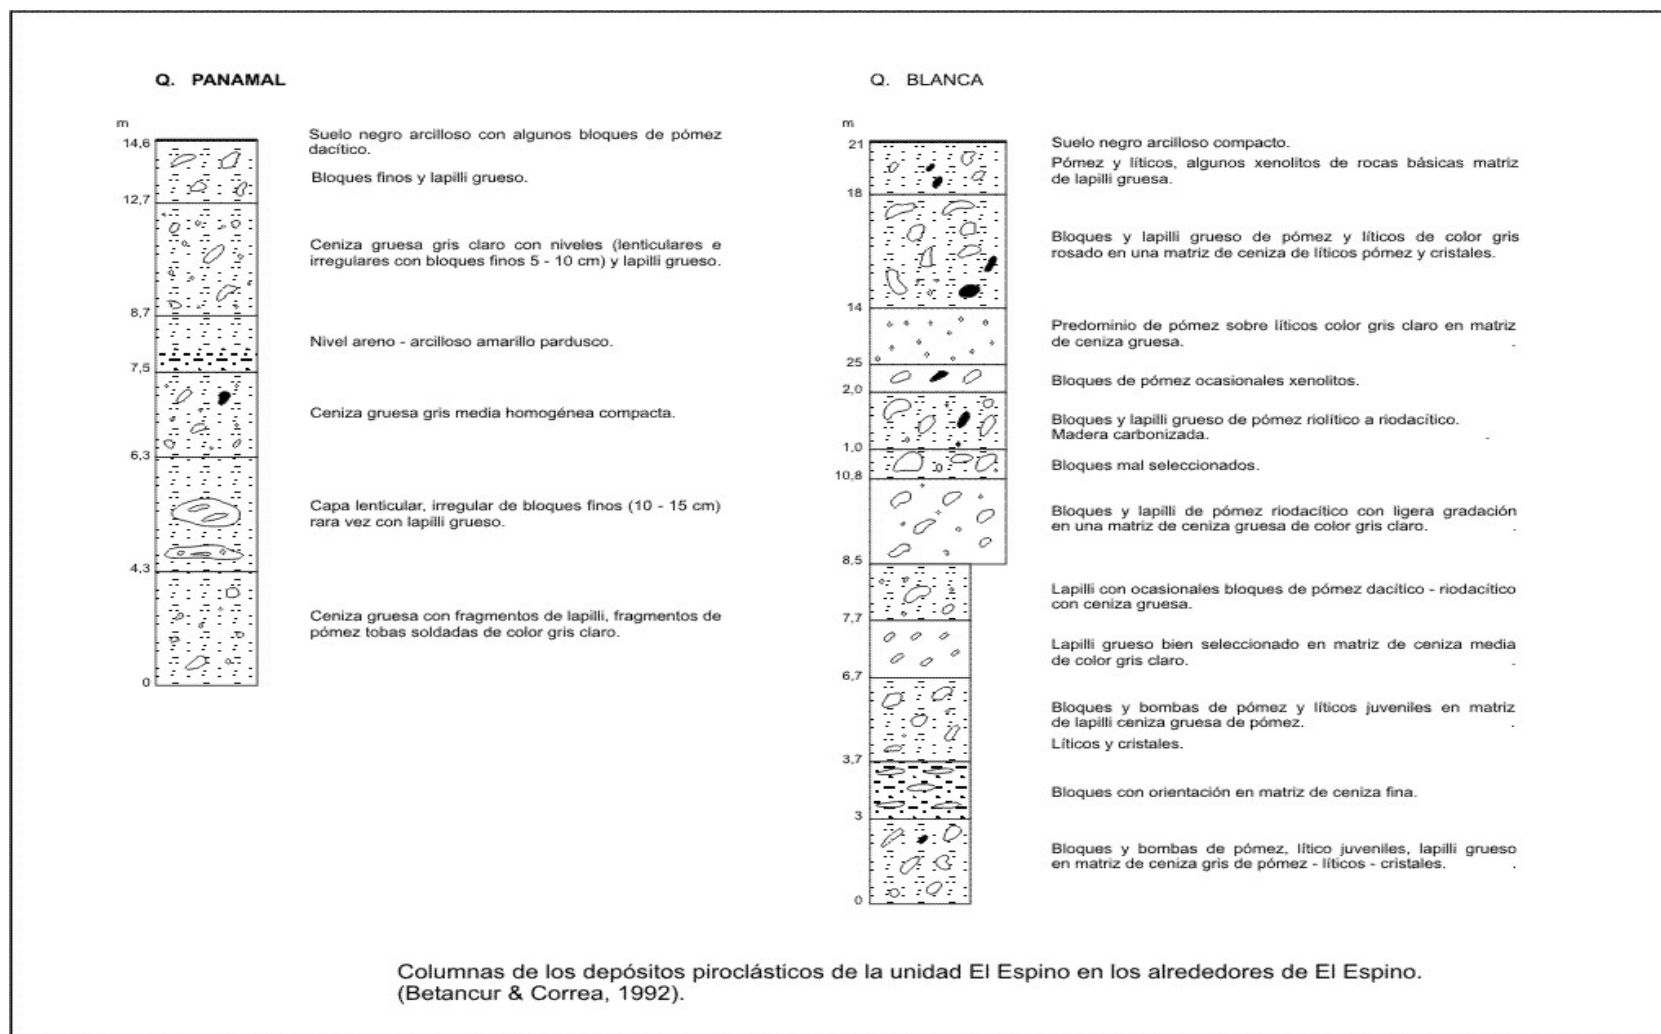 Q. PANAMAL
m
14,6
Suelo negro arcilloso con algunos bloques de pómez
dacítico.
Bloques finos y lapilli grueso.
12,7
Ceniza gruesa gris claro con niveles (lenticulares e
irregulares con bloques finos 5 - 10 cm) y lapilli grueso.
8,7
Nivel areno - arcilloso amarillo pardusco.
7,5
Ceniza gruesa gris media homogénea compacta.
6,3
Capa lenticular, irregular de bloques finos (10 - 15 cm)
rara vez con lapilli grueso.
4,3
Ceniza gruesa con fragmentos de lapilli, fragmentos de
pómez tobas soldadas de color gris claro.
0
Q. BLANCA
m
21
Suelo negro arcilloso compacto.
Pómez y líticos, algunos xenolitos de rocas básicas matriz
de lapilli gruesa.
18
Bloques y lapilli grueso de pómez y líticos de color gris
rosado en una matriz de ceniza de líticos pómez y cristales.
14
Predominio de pómez sobre líticos color gris claro en matriz
de ceniza gruesa.
25
Bloques de pómez ocasionales xenolitos.
2,0
Bloques y lapilli grueso de pómez riolítico a riodacítico.
Madera carbonizada.
1,0
Bloques mal seleccionados.
10,8
Bloques y lapilli de pómez riodacítico con ligera gradación
en una matriz de ceniza gruesa de color gris claro.
8,5
Lapilli con ocasionales bloques de pómez dacítico - riodacítico
con ceniza gruesa.
7,7
Lapilli grueso bien seleccionado en matriz de ceniza media
de color gris claro.
6,7
Bloques y bombas de pómez y líticos juveniles en matriz
de lapilli ceniza gruesa de pómez.
Líticos y cristales.
3,7
Bloques con orientación en matriz de ceniza fina.
3
Bloques y bombas de pómez, lítico juveniles, lapilli grueso
en matriz de ceniza gris de pómez - líticos - cristales.
0
Columnas de los depósitos piroclásticos de la unidad El Espino en los alrededores de El Espino.
(Betancur & Correa, 1992).